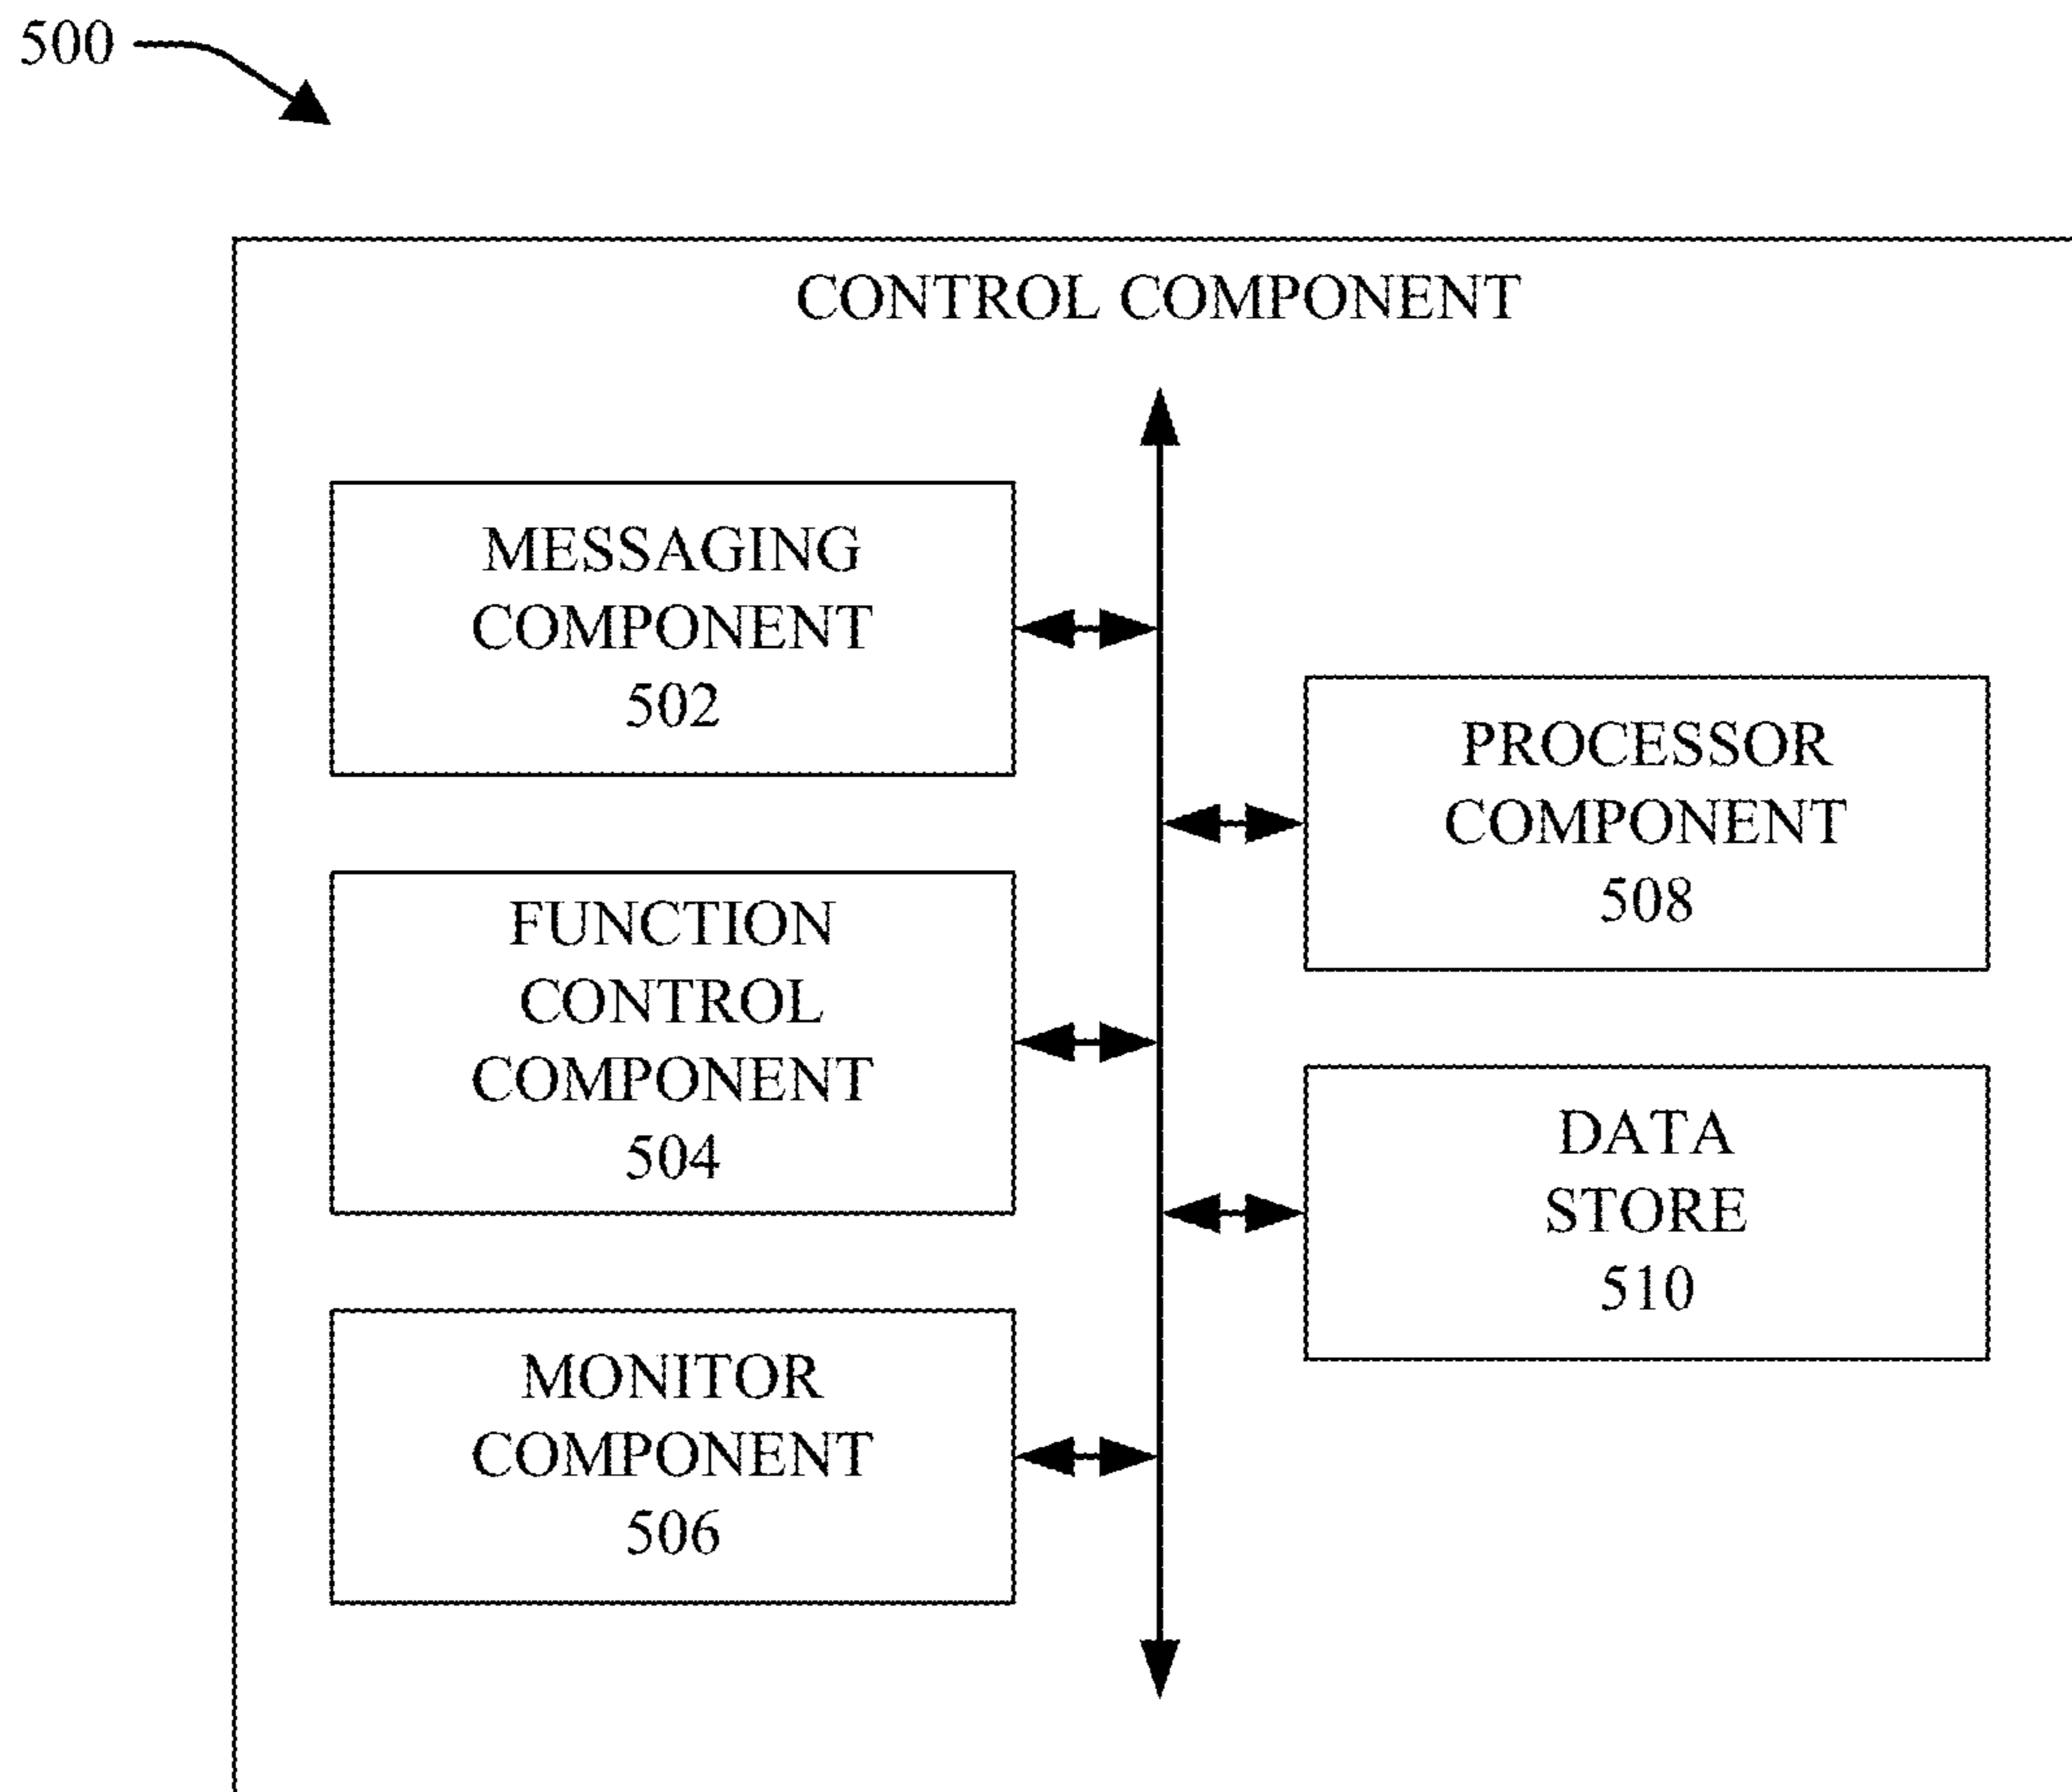 500
CONTROL COMPONENT
MESSAGING
COMPONENT
502
FUNCTION
CONTROL
COMPONENT
504
MONITOR
COMPONENT
506
PROCESSOR
COMPONENT
508
DATA
STORE
510